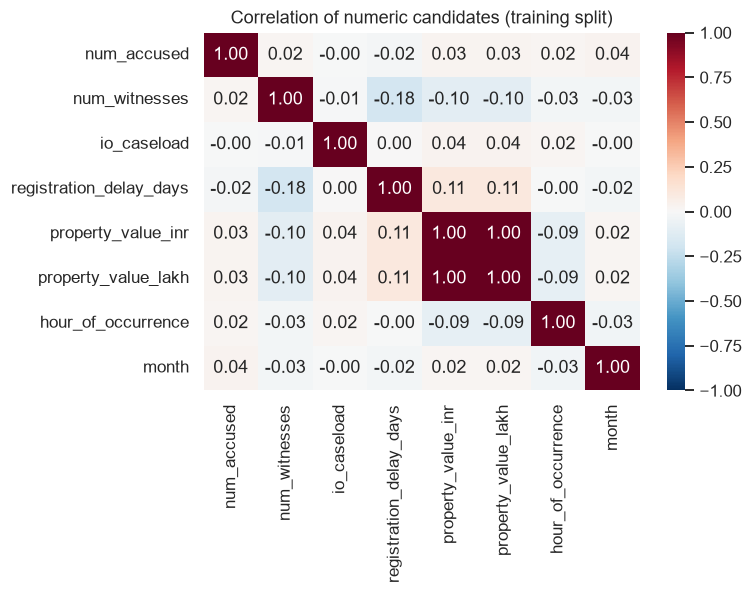 Correlation of numeric candidates (training split)
num_accused 1.00 0.02 -0.00 -0.02 0.03 0.03 0.02 0.04
num_witnesses 0.02 1.00 -0.01 -0.18 -0.10 -0.10 -0.03 -0.03
io_caseload -0.00 -0.01 1.00 0.00 0.04 0.04 0.02 -0.00
registration_delay_days -0.02 -0.18 0.00 1.00 0.11 0.11 -0.00 -0.02
property_value_inr 0.03 -0.10 0.04 0.11 1.00 1.00 -0.09 0.02
property_value_lakh 0.03 -0.10 0.04 0.11 1.00 1.00 -0.09 0.02
hour_of_occurrence 0.02 -0.03 0.02 -0.00 -0.09 -0.09 1.00 -0.03
month 0.04 -0.03 -0.00 -0.02 0.02 0.02 -0.03 1.00
num_accused
num_witnesses
io_caseload
registration_delay_days
property_value_inr
property_value_lakh
hour_of_occurrence
month
1.00
0.75
0.50
0.25
0.00
−0.25
−0.50
−0.75
−1.00